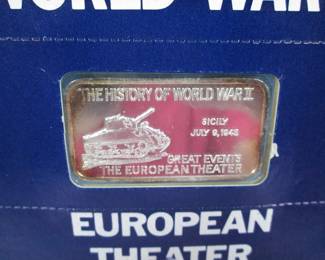 WORLD WAR
THE HISTORY OF WORLD WAR II
SICILY
JULY 9, 1943
GREAT EVENTS
THE EUROPEAN THEATER
EUROPEAN
THEATER